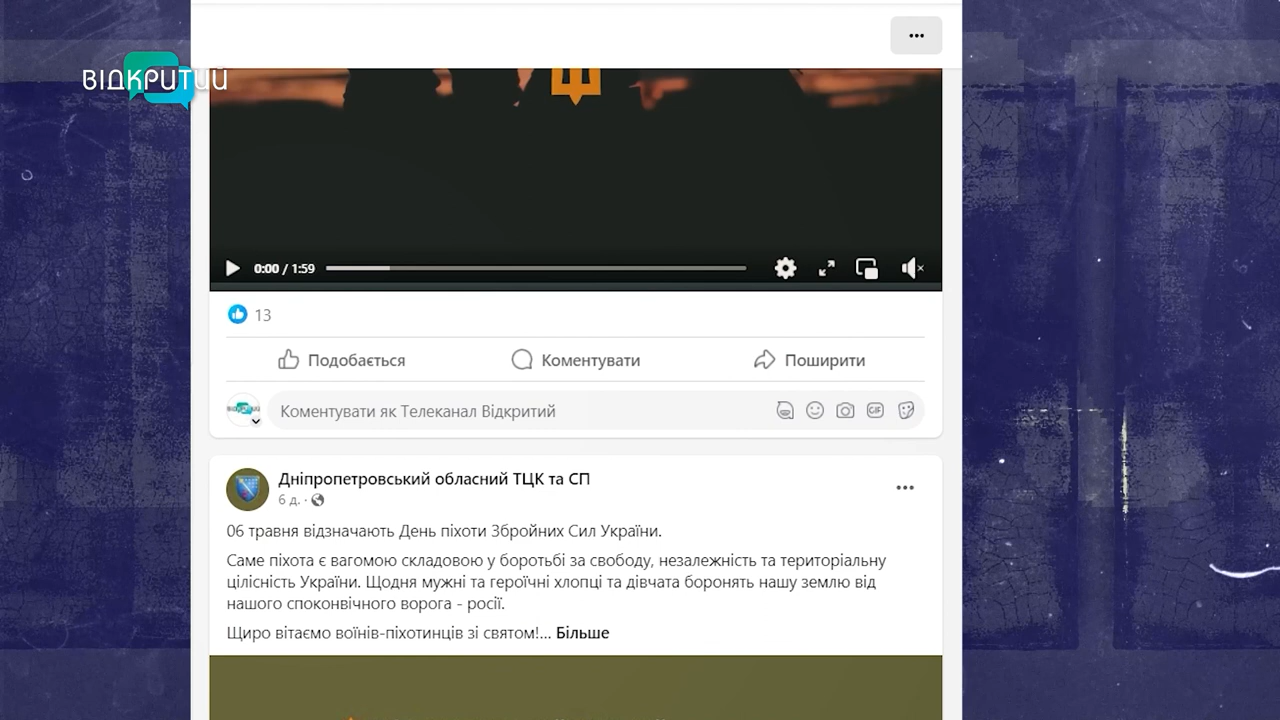 ВІДКРИТИЙ
0:00 / 1:59
13
Подобається
Коментувати
Поширити
Коментувати як Телеканал Відкритий
GIF
Дніпропетровський обласний ТЦК та СП
6 д. ·
06 травня відзначають День піхоти Збройних Сил України.
Саме піхота є вагомою складовою у боротьбі за свободу, незалежність та територіальну
цілісність України. Щодня мужні та героїчні хлопці та дівчата боронять нашу землю від
нашого споконвічного ворога - росії.
Щиро вітаємо воїнів-піхотинців зі святом!... Більше